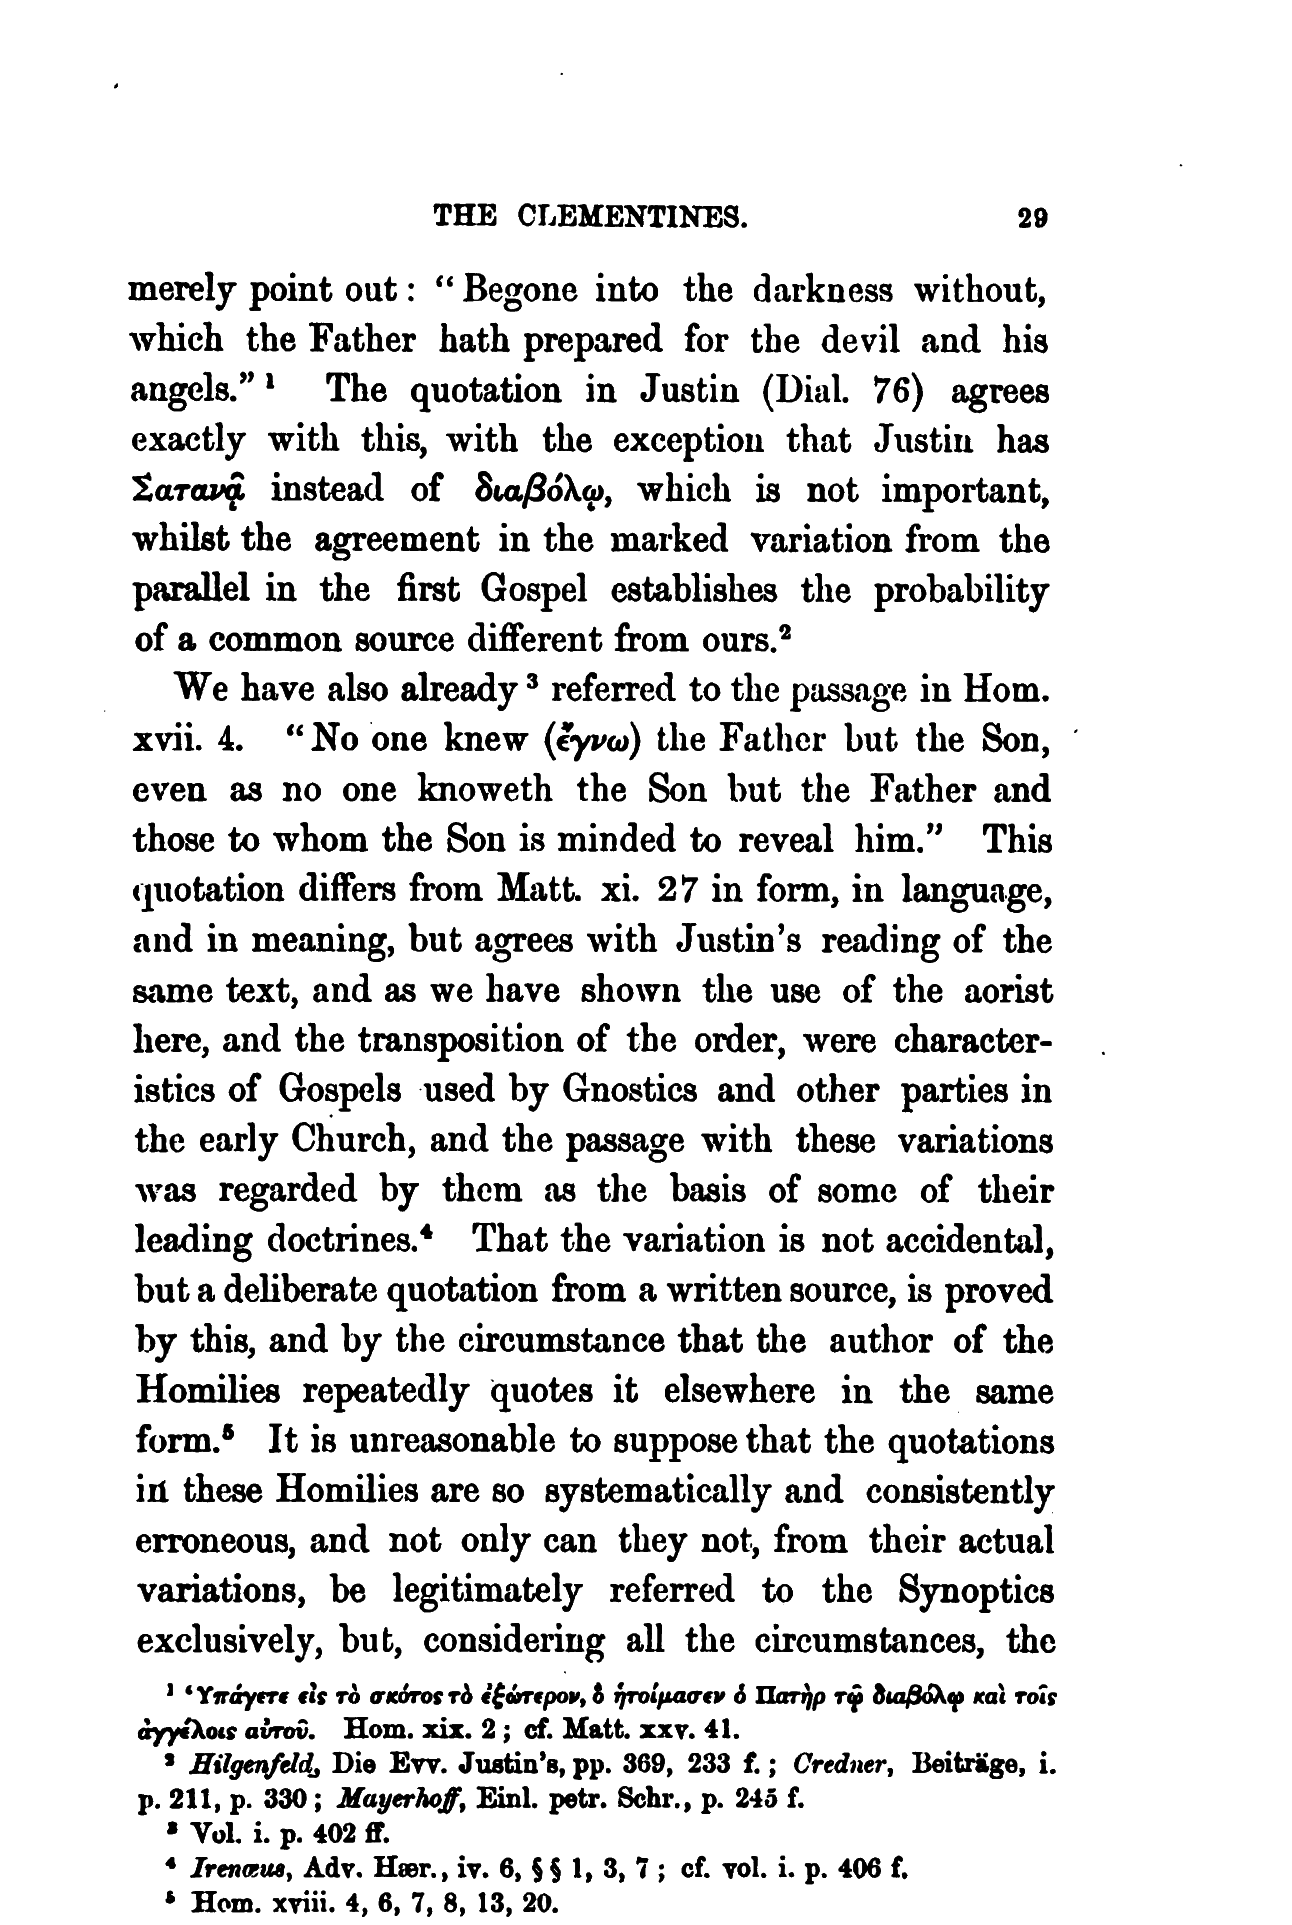 THE CLEMENTINES. 29
merely point out: “Begone into the darkness without,
which the Father hath prepared for the devil and his
angels.” ¹ The quotation in Justin (Dial. 76) agrees
exactly with this, with the exception that Justin has
Σατανᾷ instead of διαβόλῳ, which is not important,
whilst the agreement in the marked variation from the
parallel in the first Gospel establishes the probability
of a common source different from ours.²
We have also already ³ referred to the passage in Hom.
xvii. 4. “No one knew (ἔγνω) the Father but the Son,
even as no one knoweth the Son but the Father and
those to whom the Son is minded to reveal him.” This
quotation differs from Matt. xi. 27 in form, in language,
and in meaning, but agrees with Justin’s reading of the
same text, and as we have shown the use of the aorist
here, and the transposition of the order, were character-
istics of Gospels used by Gnostics and other parties in
the early Church, and the passage with these variations
was regarded by them as the basis of some of their
leading doctrines.⁴ That the variation is not accidental,
but a deliberate quotation from a written source, is proved
by this, and by the circumstance that the author of the
Homilies repeatedly quotes it elsewhere in the same
form.⁵ It is unreasonable to suppose that the quotations
in these Homilies are so systematically and consistently
erroneous, and not only can they not, from their actual
variations, be legitimately referred to the Synoptics
exclusively, but, considering all the circumstances, the
¹ Ὑπάγετε εἰς τὸ σκότος τὸ ἐξώτερον, ὃ ἡτοίμασεν ὁ Πατὴρ τῷ διαβόλῳ καὶ τοῖς
ἀγγέλοις αὐτοῦ. Hom. xix. 2; cf. Matt. xxv. 41.
² Hilgenfeld, Die Evv. Justin’s, pp. 369, 233 f.; Credner, Beiträge, i.
p. 211, p. 330; Mayerhoff, Einl. petr. Schr., p. 245 f.
³ Vol. i. p. 402 ff.
⁴ Irenæus, Adv. Hær., iv. 6, §§ 1, 3, 7; cf. vol. i. p. 406 f.
⁵ Hom. xviii. 4, 6, 7, 8, 13, 20.